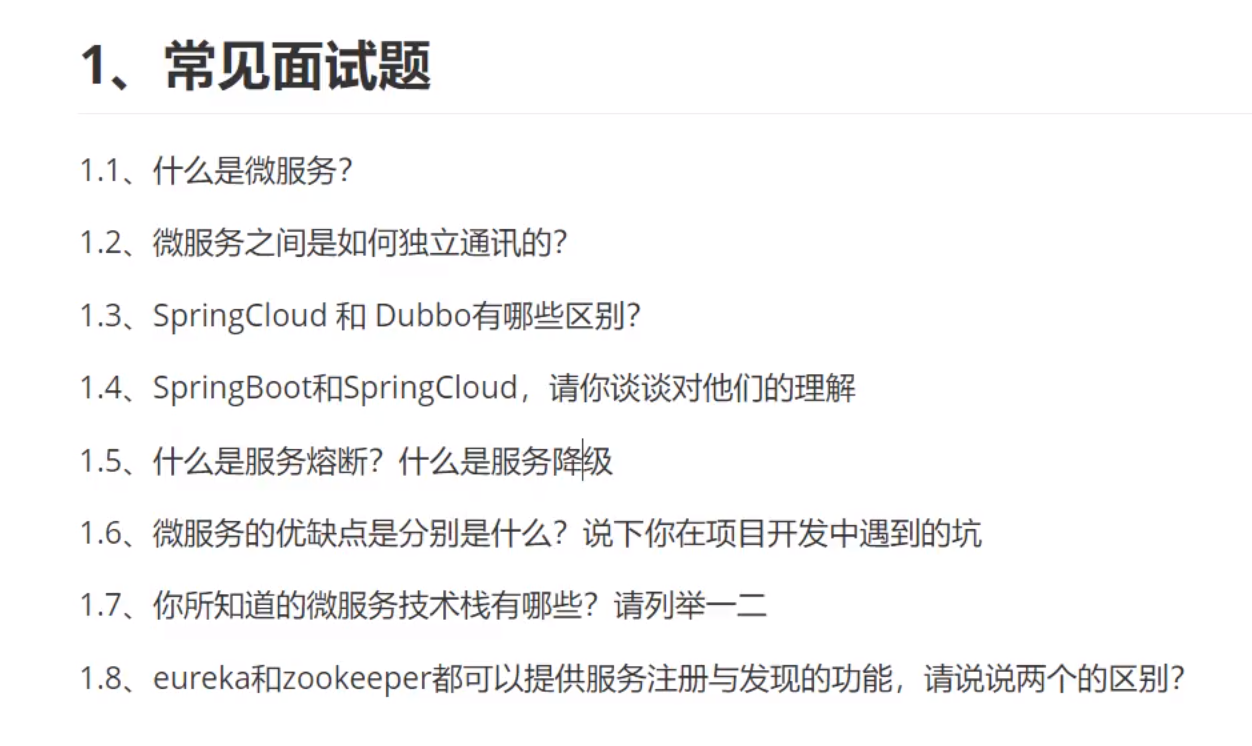 1、常见面试题
1.1、什么是微服务？
1.2、微服务之间是如何独立通讯的？
1.3、SpringCloud 和 Dubbo有哪些区别？
1.4、SpringBoot和SpringCloud，请你谈谈对他们的理解
1.5、什么是服务熔断？什么是服务降级
1.6、微服务的优缺点是分别是什么？说下你在项目开发中遇到的坑
1.7、你所知道的微服务技术栈有哪些？请列举一二
1.8、eureka和zookeeper都可以提供服务注册与发现的功能，请说说两个的区别？